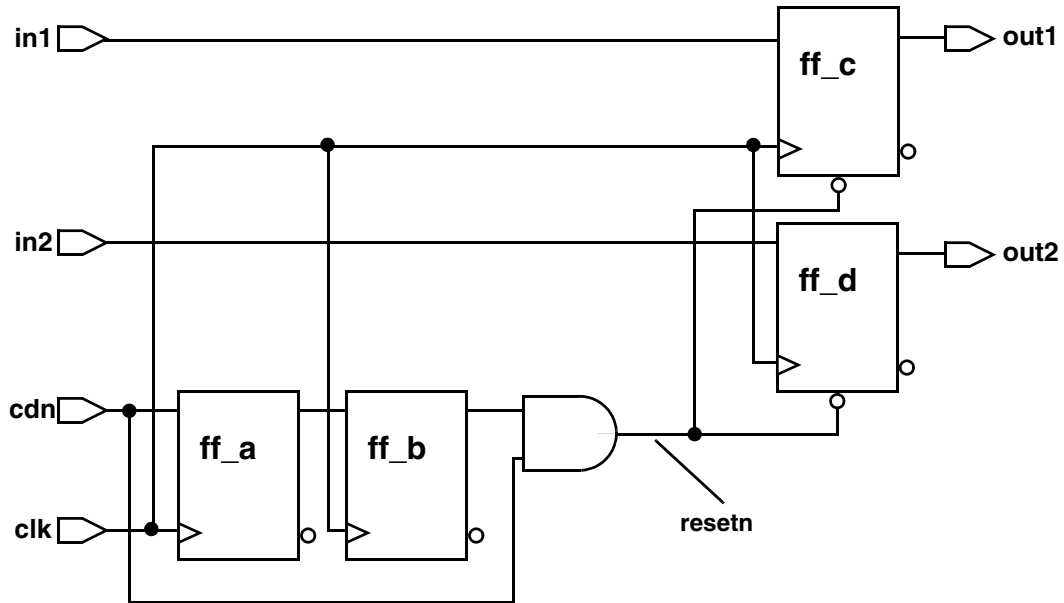 in1
out1
ff_c
in2
out2
ff_d
cdn
ff_a
ff_b
clk
resetn